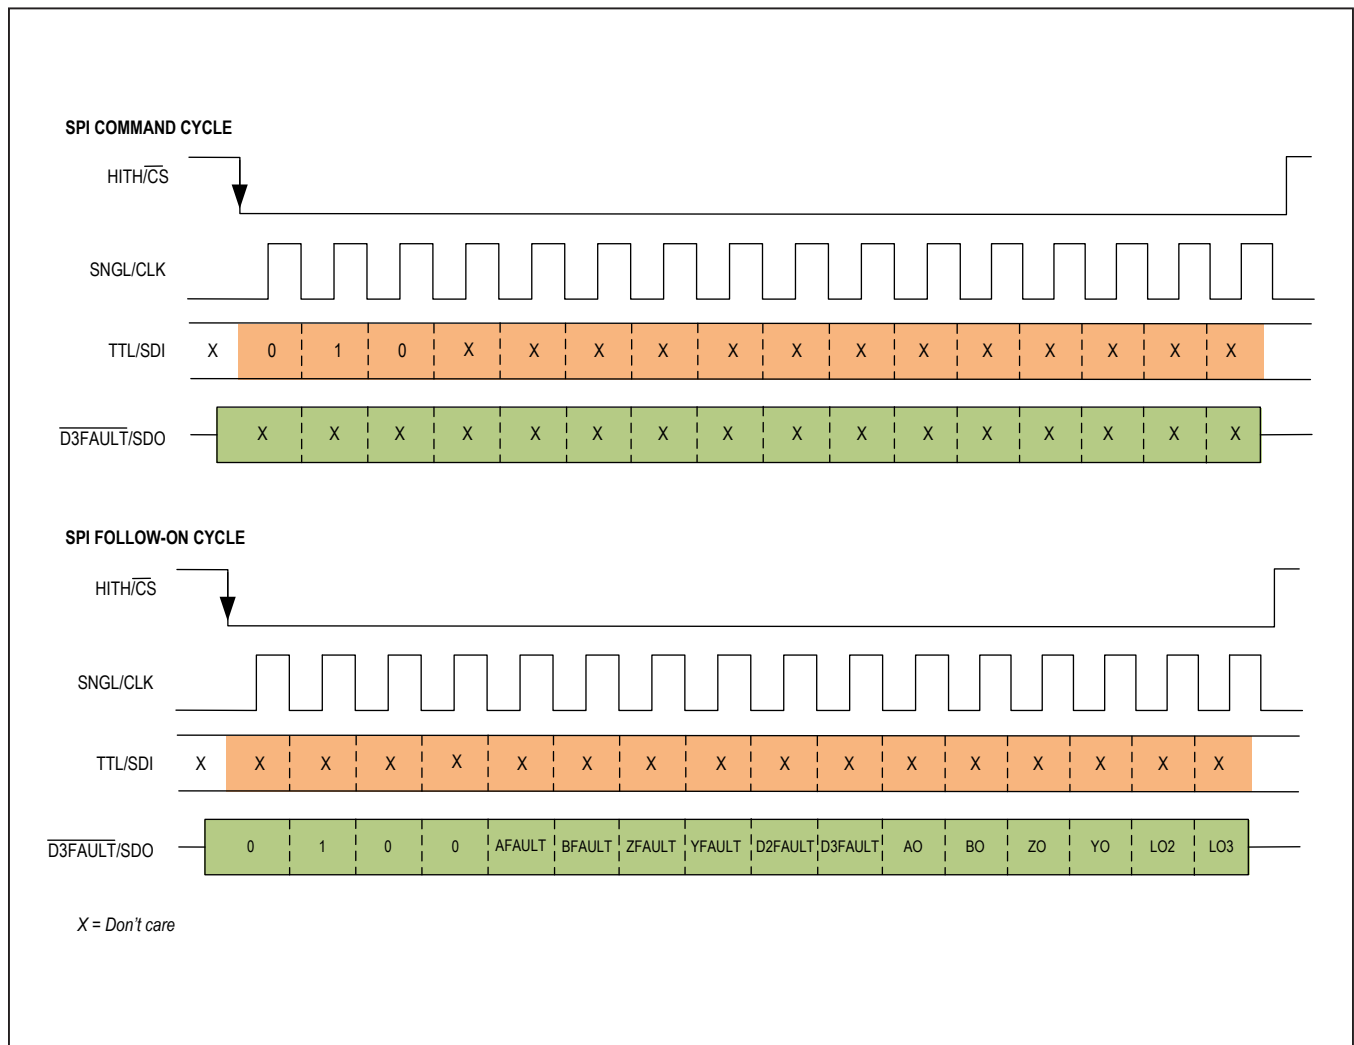 SPI COMMAND CYCLE
HITH/CS
SNGL/CLK
TTL/SDI X 0 1 0 X X X X X X X X X X X X X
D3FAULT/SDO X X X X X X X X X X X X X X X X
SPI FOLLOW-ON CYCLE
HITH/CS
SNGL/CLK
TTL/SDI X X X X X X X X X X X X X X X X X
D3FAULT/SDO 0 1 0 0 AFAULT BFAULT ZFAULT YFAULT D2FAULT D3FAULT AO BO ZO YO LO2 LO3
X = Don't care